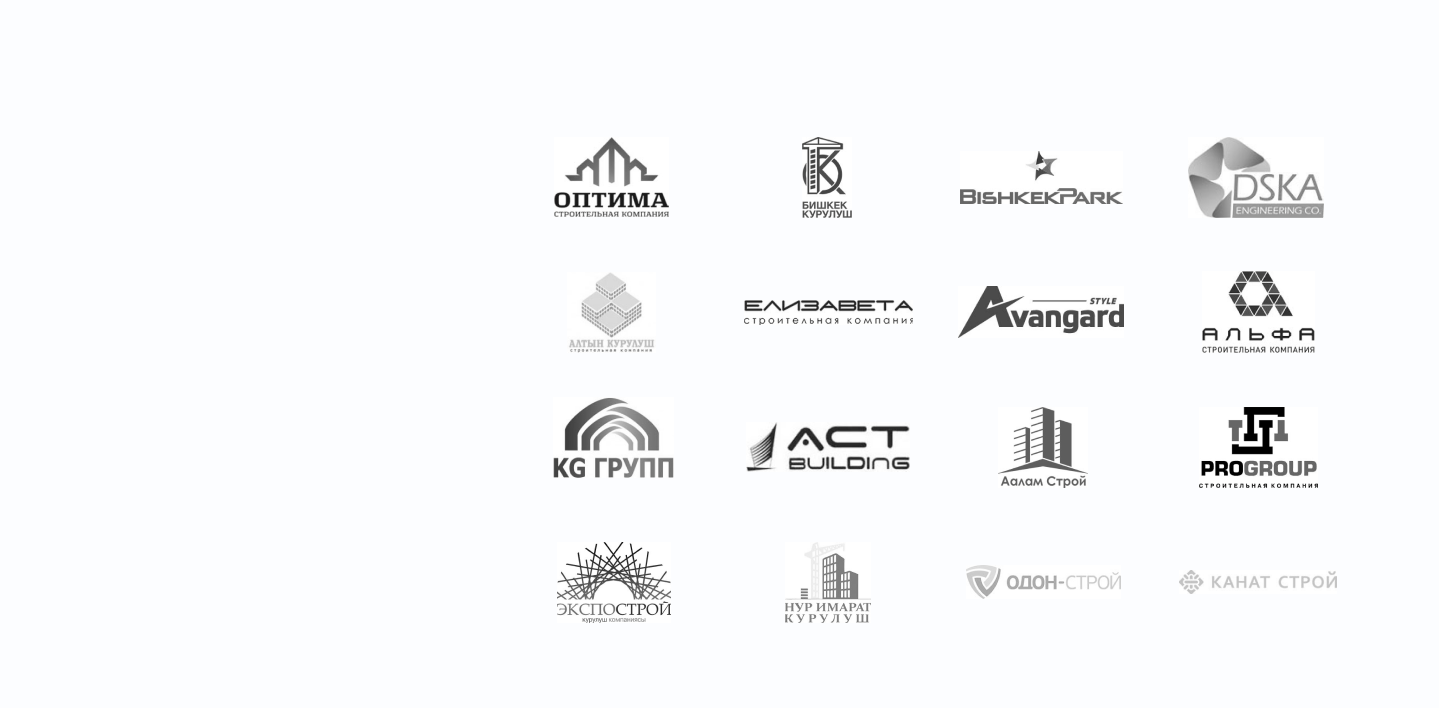 ОПТИМА
СТРОИТЕЛЬНАЯ КОМПАНИЯ
БИШКЕК
КУРУЛУШ
BISHKEKPARK
DSKA
ENGINEERING CO.
АЛТЫН КУРУЛУШ
строительная компания
ЕЛИЗАВЕТА
строительная компания
STYLE
Avangard
АЛЬФА
СТРОИТЕЛЬНАЯ КОМПАНИЯ
KG ГРУПП
ACT
BUILDING
Аалам Строй
PROGROUP
СТРОИТЕЛЬНАЯ КОМПАНИЯ
ЭКСПОСТРОЙ
курулуш компаниясы
НУР ИМАРАТ
КУРУЛУШ
ОДОН-СТРОЙ
КАНАТ СТРОЙ